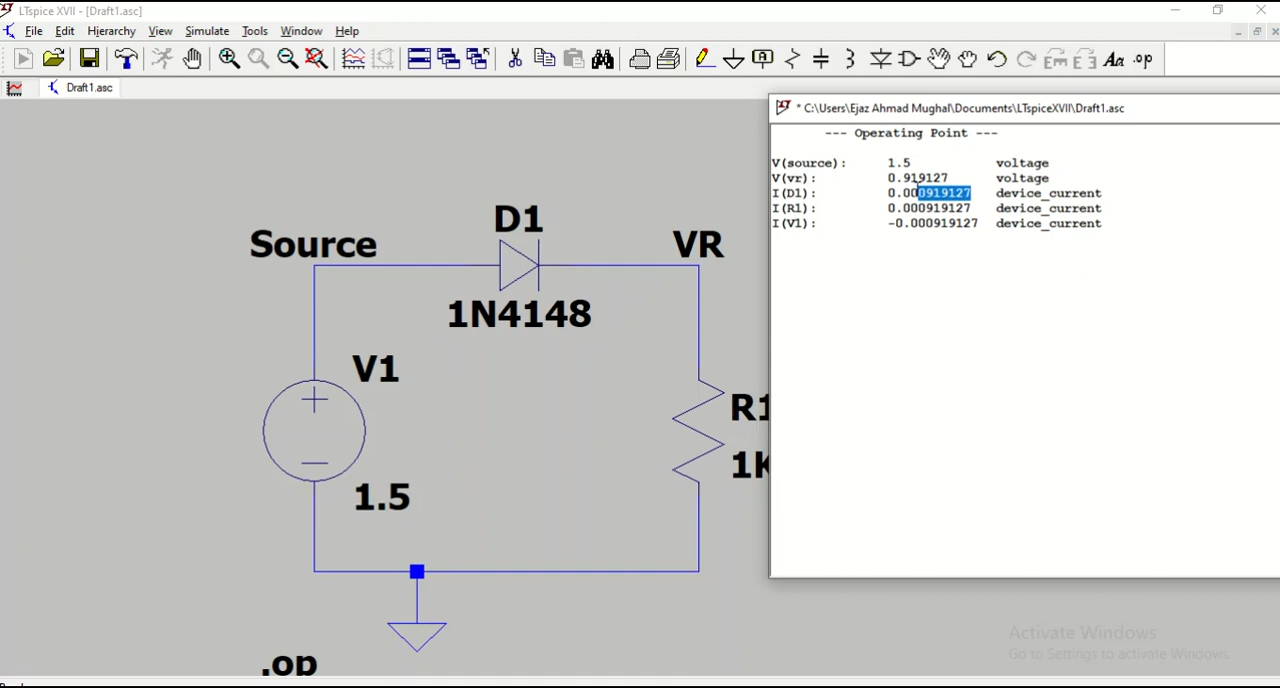 LTspice XVII - [Draft1.asc]
File Edit Hierarchy View Simulate Tools Window Help
Aa .op
Draft1.asc
* C:\Users\Ejaz Ahmad Mughal\Documents\LTspiceXVII\Draft1.asc
--- Operating Point ---
V(source): 1.5 voltage
V(vr): 0.919127 voltage
I(D1): 0.000919127 device_current
I(R1): 0.000919127 device_current
I(V1): -0.000919127 device_current
D1
Source
VR
1N4148
V1
R1
1K
1.5
.op
Activate Windows
Go to Settings to activate Windows.